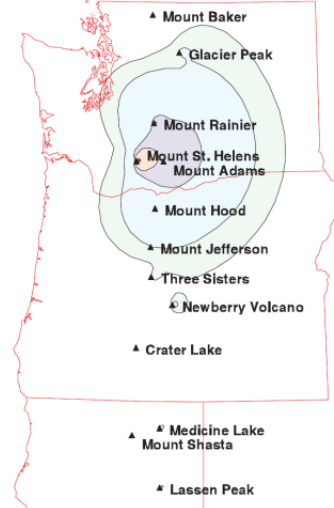 Mount Baker
Glacier Peak
Mount Rainier
Mount St. Helens
Mount Adams
Mount Hood
Mount Jefferson
Three Sisters
Newberry Volcano
Crater Lake
Medicine Lake
Mount Shasta
Lassen Peak